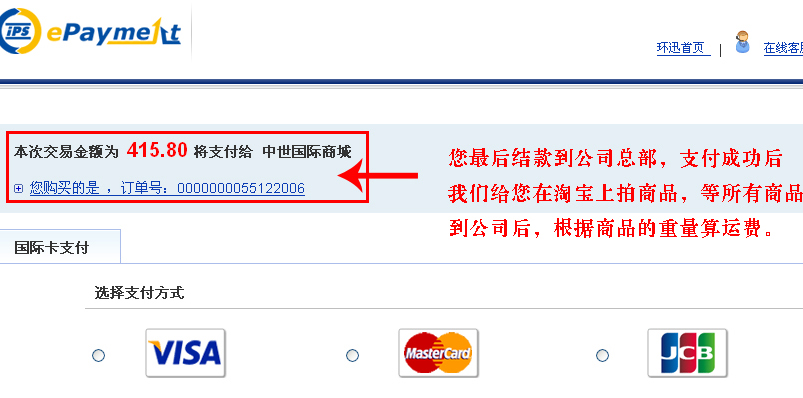 iPS ePayment
环迅首页 | 在线客服
本次交易金额为 415.80 将支付给 中世国际商城
您最后结款到公司总部，支付成功后
您购买的是 ，订单号：0000000055122006
我们给您在淘宝上拍商品，等所有商品
到公司后，根据商品的重量算运费。
国际卡支付
选择支付方式
VISA MasterCard JCB